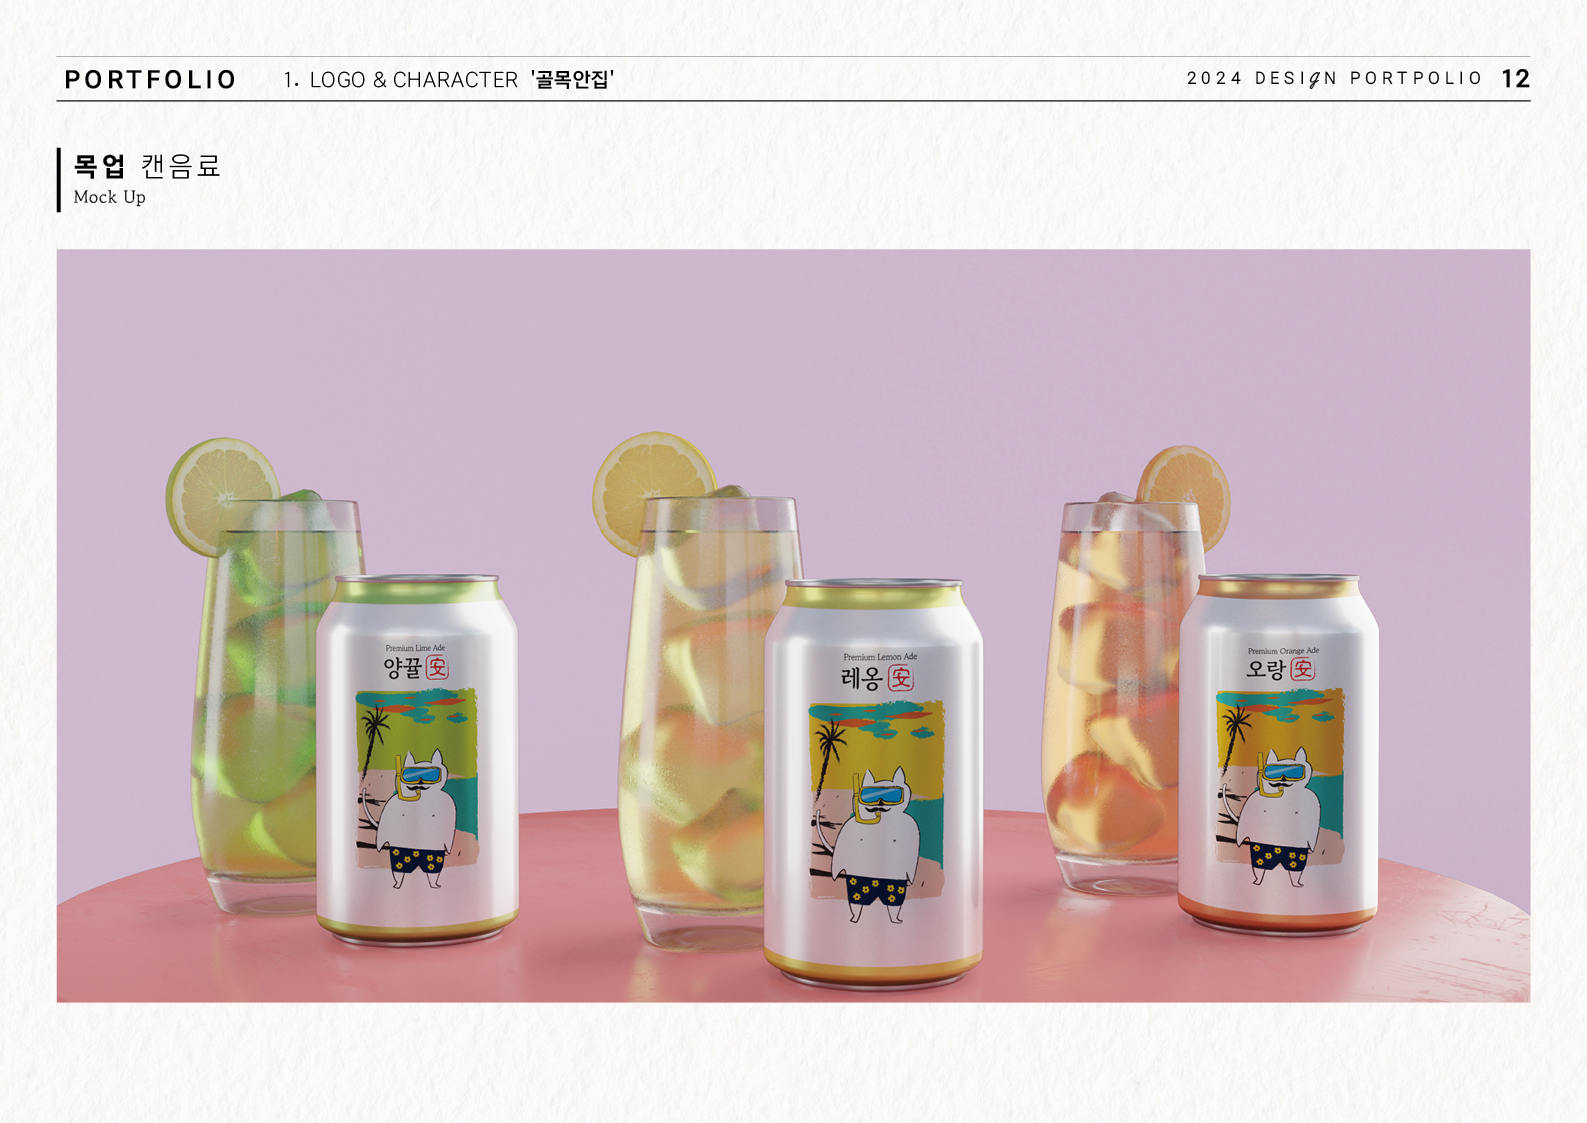 PORTFOLIO 1. LOGO & CHARACTER '골목안집' 2024 DESIGN PORTPOLIO 12
목업 캔음료
Mock Up
Premium Lime Ade
양귤 安
Premium Lemon Ade
레옹 安
Premium Orange Ade
오랑 安